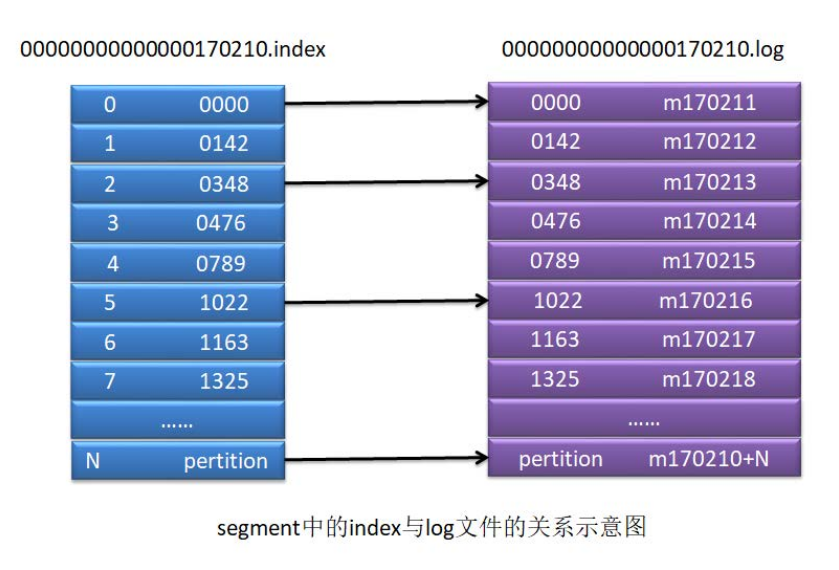 00000000000000170210.index
00000000000000170210.log
0 0000
0000 m170211
1 0142
0142 m170212
2 0348
0348 m170213
3 0476
0476 m170214
4 0789
0789 m170215
5 1022
1022 m170216
6 1163
1163 m170217
7 1325
1325 m170218
......
......
N pertition
pertition m170210+N
segment中的index与log文件的关系示意图